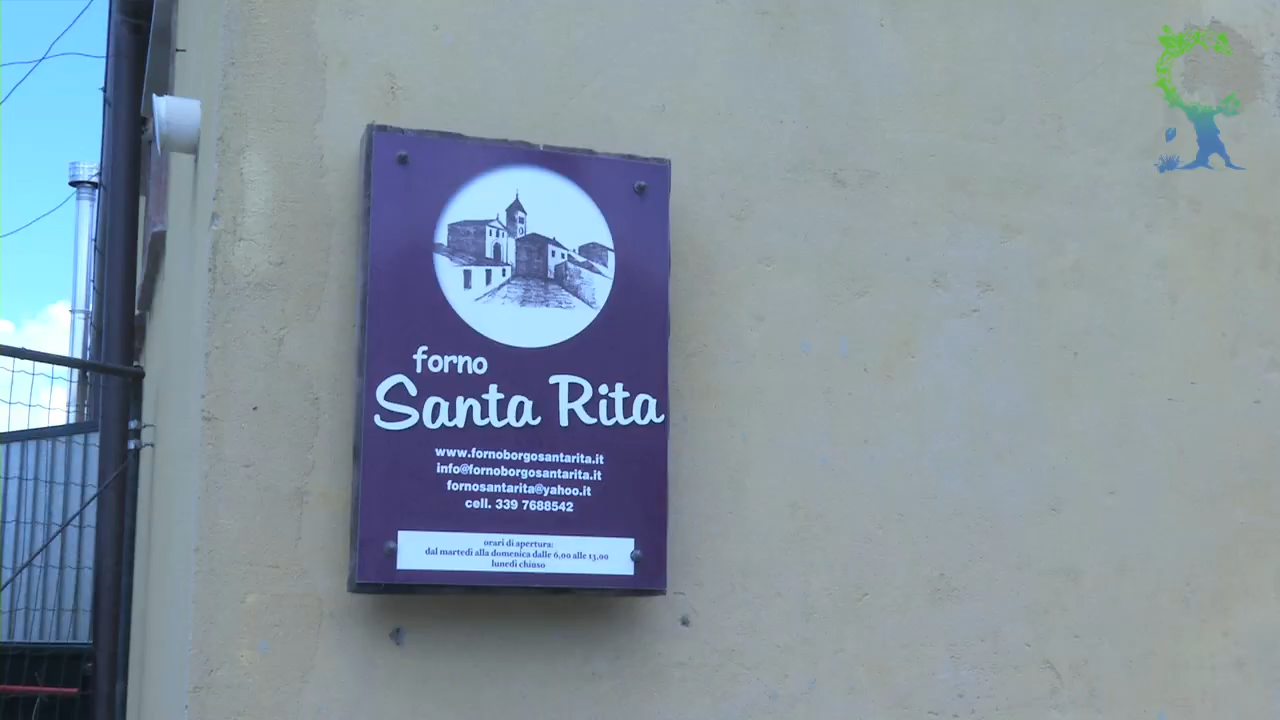 forno
Santa Rita
www.fornoborgosantarita.it
info@fornoborgosantarita.it
fornosantarita@yahoo.it
cell. 339 7688542
orari di apertura:
dal martedì alla domenica dalle 6,00 alle 13,00
lunedì chiuso